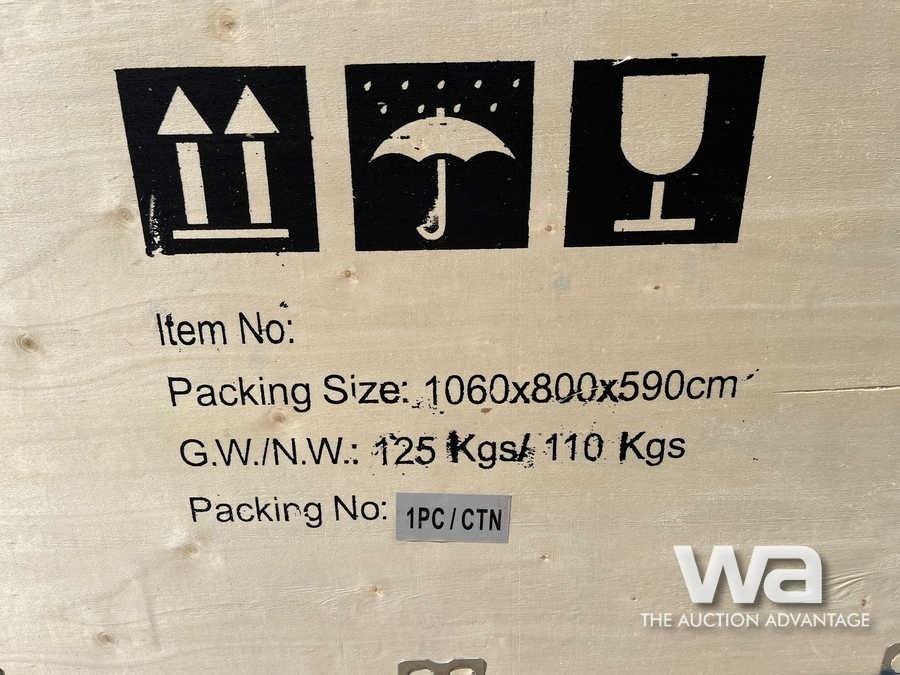 Item No:
Packing Size: 1060x800x590cm
G.W./N.W.: 125 Kgs/ 110 Kgs
Packing No: 1PC/CTN
wa
THE AUCTION ADVANTAGE